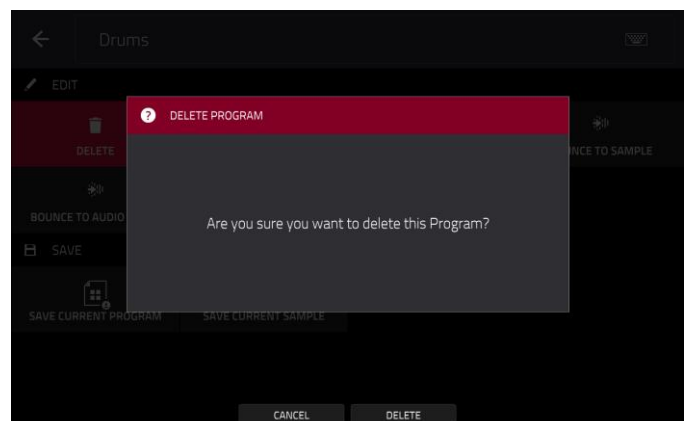 Drums
EDIT
DELETE PROGRAM
DELETE
NCE TO SAMPLE
BOUNCE TO AUDIO
Are you sure you want to delete this Program?
SAVE
SAVE CURRENT PROGRAM
SAVE CURRENT SAMPLE
CANCEL
DELETE